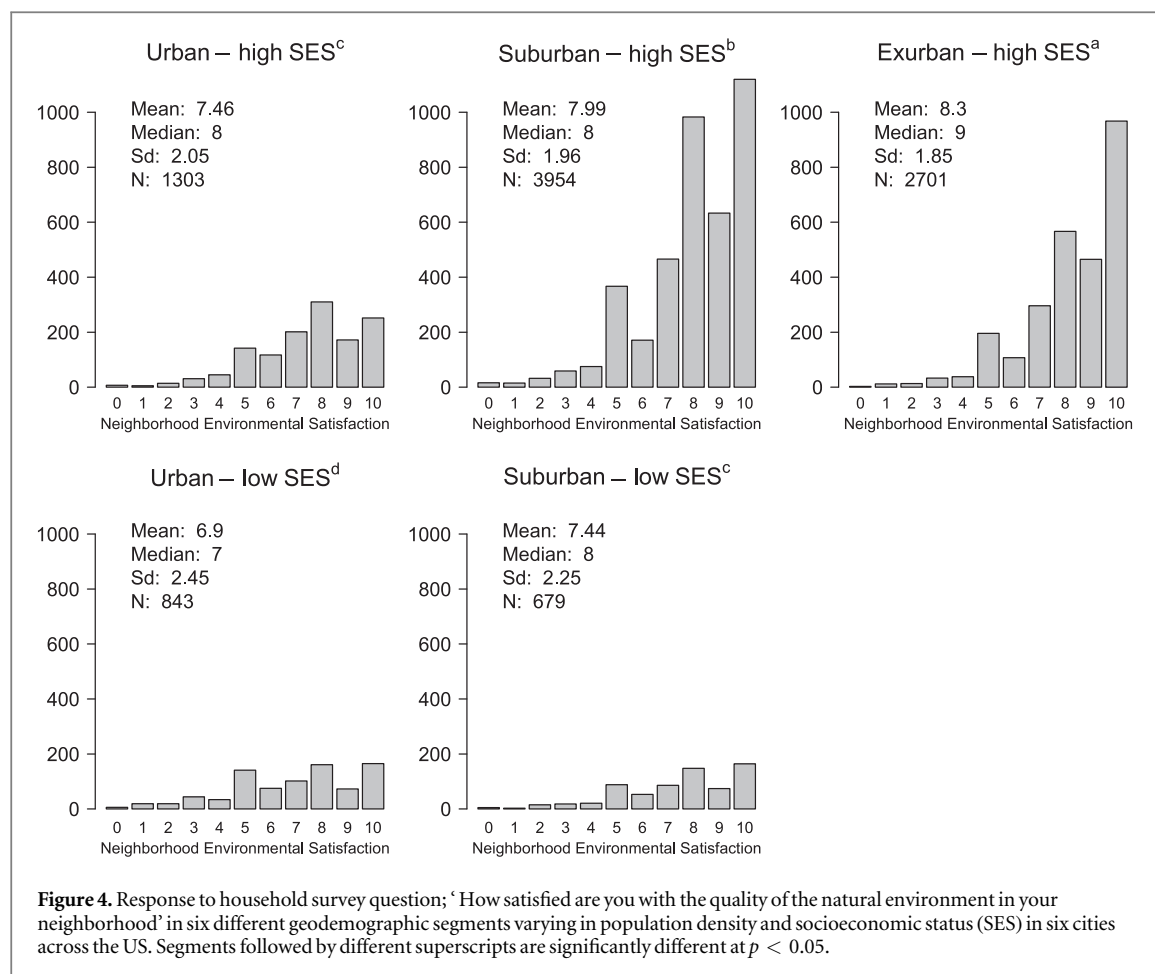 Urban – high SESc
Mean: 7.46
Median: 8
Sd: 2.05
N: 1303
1000
800
600
400
200
0
0 1 2 3 4 5 6 7 8 9 10
Neighborhood Environmental Satisfaction
Suburban – high SESb
Mean: 7.99
Median: 8
Sd: 1.96
N: 3954
1000
800
600
400
200
0
0 1 2 3 4 5 6 7 8 9 10
Neighborhood Environmental Satisfaction
Exurban – high SESa
Mean: 8.3
Median: 9
Sd: 1.85
N: 2701
1000
800
600
400
200
0
0 1 2 3 4 5 6 7 8 9 10
Neighborhood Environmental Satisfaction
Urban – low SESd
Mean: 6.9
Median: 7
Sd: 2.45
N: 843
1000
800
600
400
200
0
0 1 2 3 4 5 6 7 8 9 10
Neighborhood Environmental Satisfaction
Suburban – low SESc
Mean: 7.44
Median: 8
Sd: 2.25
N: 679
1000
800
600
400
200
0
0 1 2 3 4 5 6 7 8 9 10
Neighborhood Environmental Satisfaction
Figure 4. Response to household survey question; ‘How satisfied are you with the quality of the natural environment in your
neighborhood’ in six different geodemographic segments varying in population density and socioeconomic status (SES) in six cities
across the US. Segments followed by different superscripts are significantly different at p < 0.05.